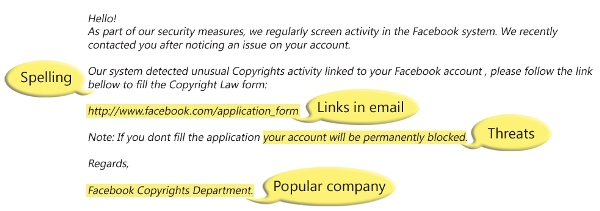 Hello!
As part of our security measures, we regularly screen activity in the Facebook system. We recently
contacted you after noticing an issue on your account.
Spelling
Our system detected unusual Copyrights activity linked to your Facebook account , please follow the link
bellow to fill the Copyright Law form:
http://www.facebook.com/application_form
Links in email
Note: If you dont fill the application your account will be permanently blocked.
Threats
Regards,
Facebook Copyrights Department.
Popular company